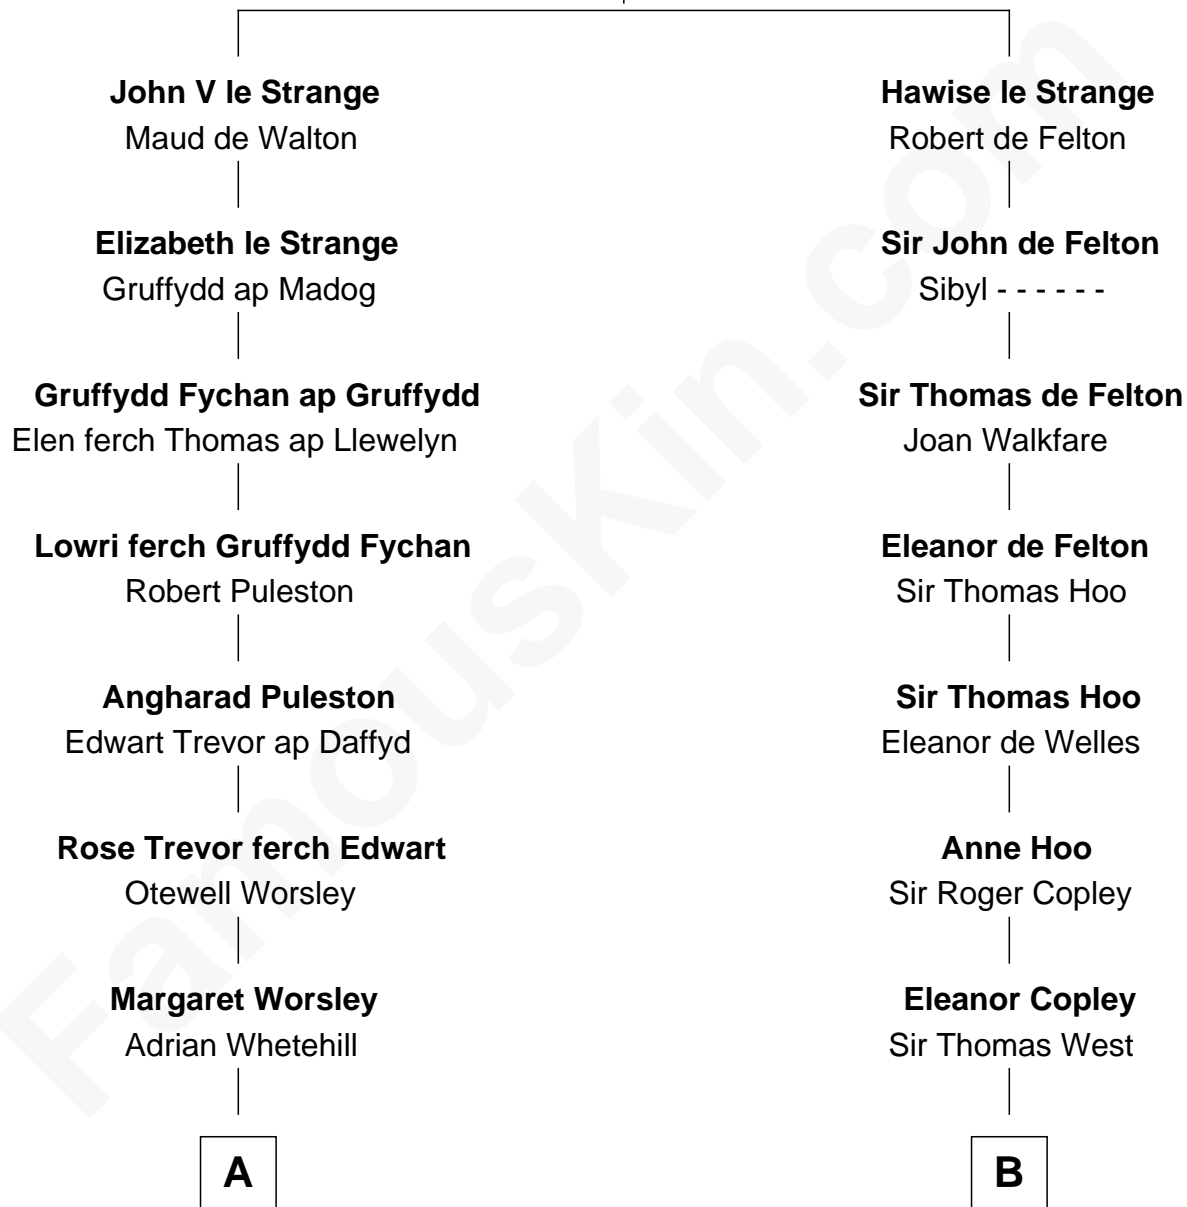 John V le Strange
Maud de Walton
Hawise le Strange
Robert de Felton
Elizabeth le Strange
Gruffydd ap Madog
Sir John de Felton
Sibyl - - - - - -
Gruffydd Fychan ap Gruffydd
Elen ferch Thomas ap Llewelyn
Sir Thomas de Felton
Joan Walkfare
Lowri ferch Gruffydd Fychan
Robert Puleston
Eleanor de Felton
Sir Thomas Hoo
Angharad Puleston
Edwart Trevor ap Daffyd
Sir Thomas Hoo
Eleanor de Welles
Rose Trevor ferch Edwart
Otewell Worsley
Anne Hoo
Sir Roger Copley
Margaret Worsley
Adrian Whetehill
Eleanor Copley
Sir Thomas West
A
B
FamousKin.com